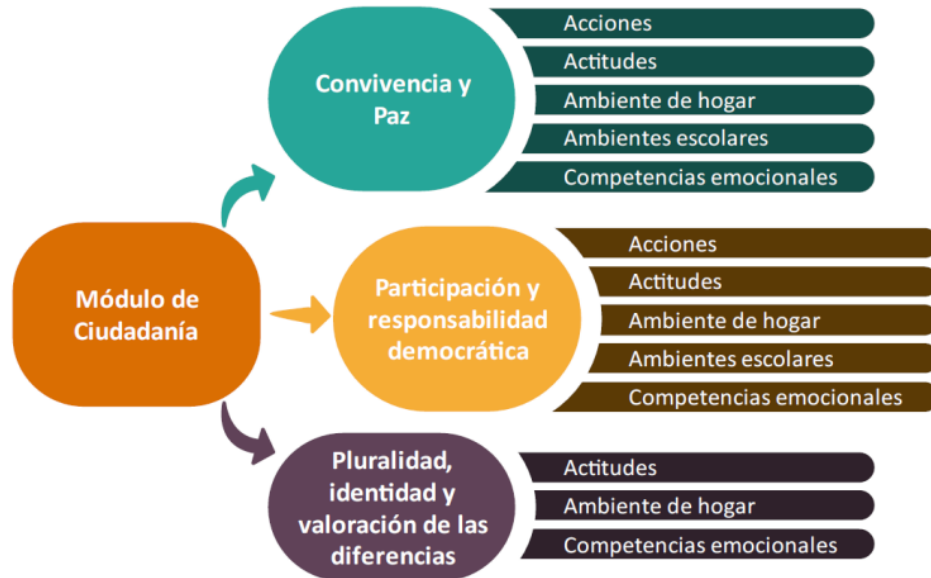 Módulo de
Ciudadanía
Convivencia y
Paz
Acciones
Actitudes
Ambiente de hogar
Ambientes escolares
Competencias emocionales
Participación y
responsabilidad
democrática
Acciones
Actitudes
Ambiente de hogar
Ambientes escolares
Competencias emocionales
Pluralidad,
identidad y
valoración de las
diferencias
Actitudes
Ambiente de hogar
Competencias emocionales